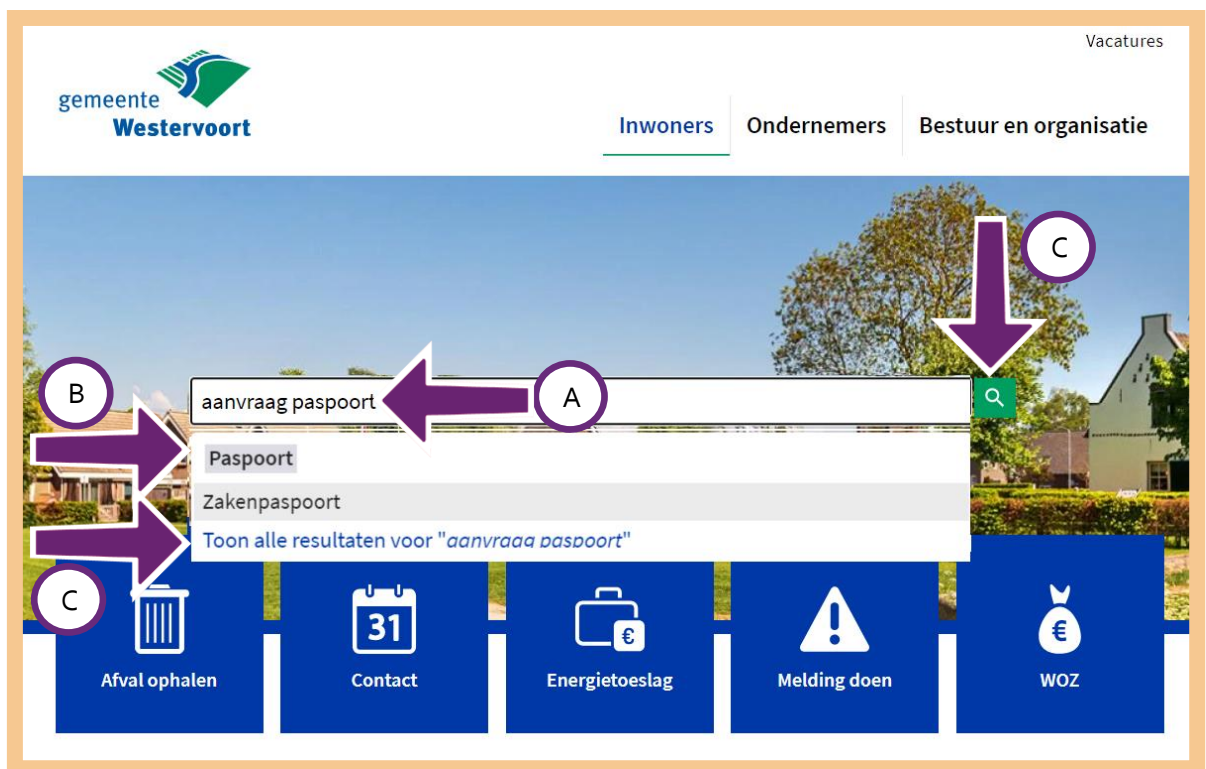 Vacatures
gemeente
Westervoort
Inwoners
Ondernemers
Bestuur en organisatie
C
B
aanvraag paspoort
A
Paspoort
Zakenpaspoort
Toon alle resultaten voor "aanvraag paspoort"
C
31
€
€
Afval ophalen
Contact
Energietoeslag
Melding doen
WOZ